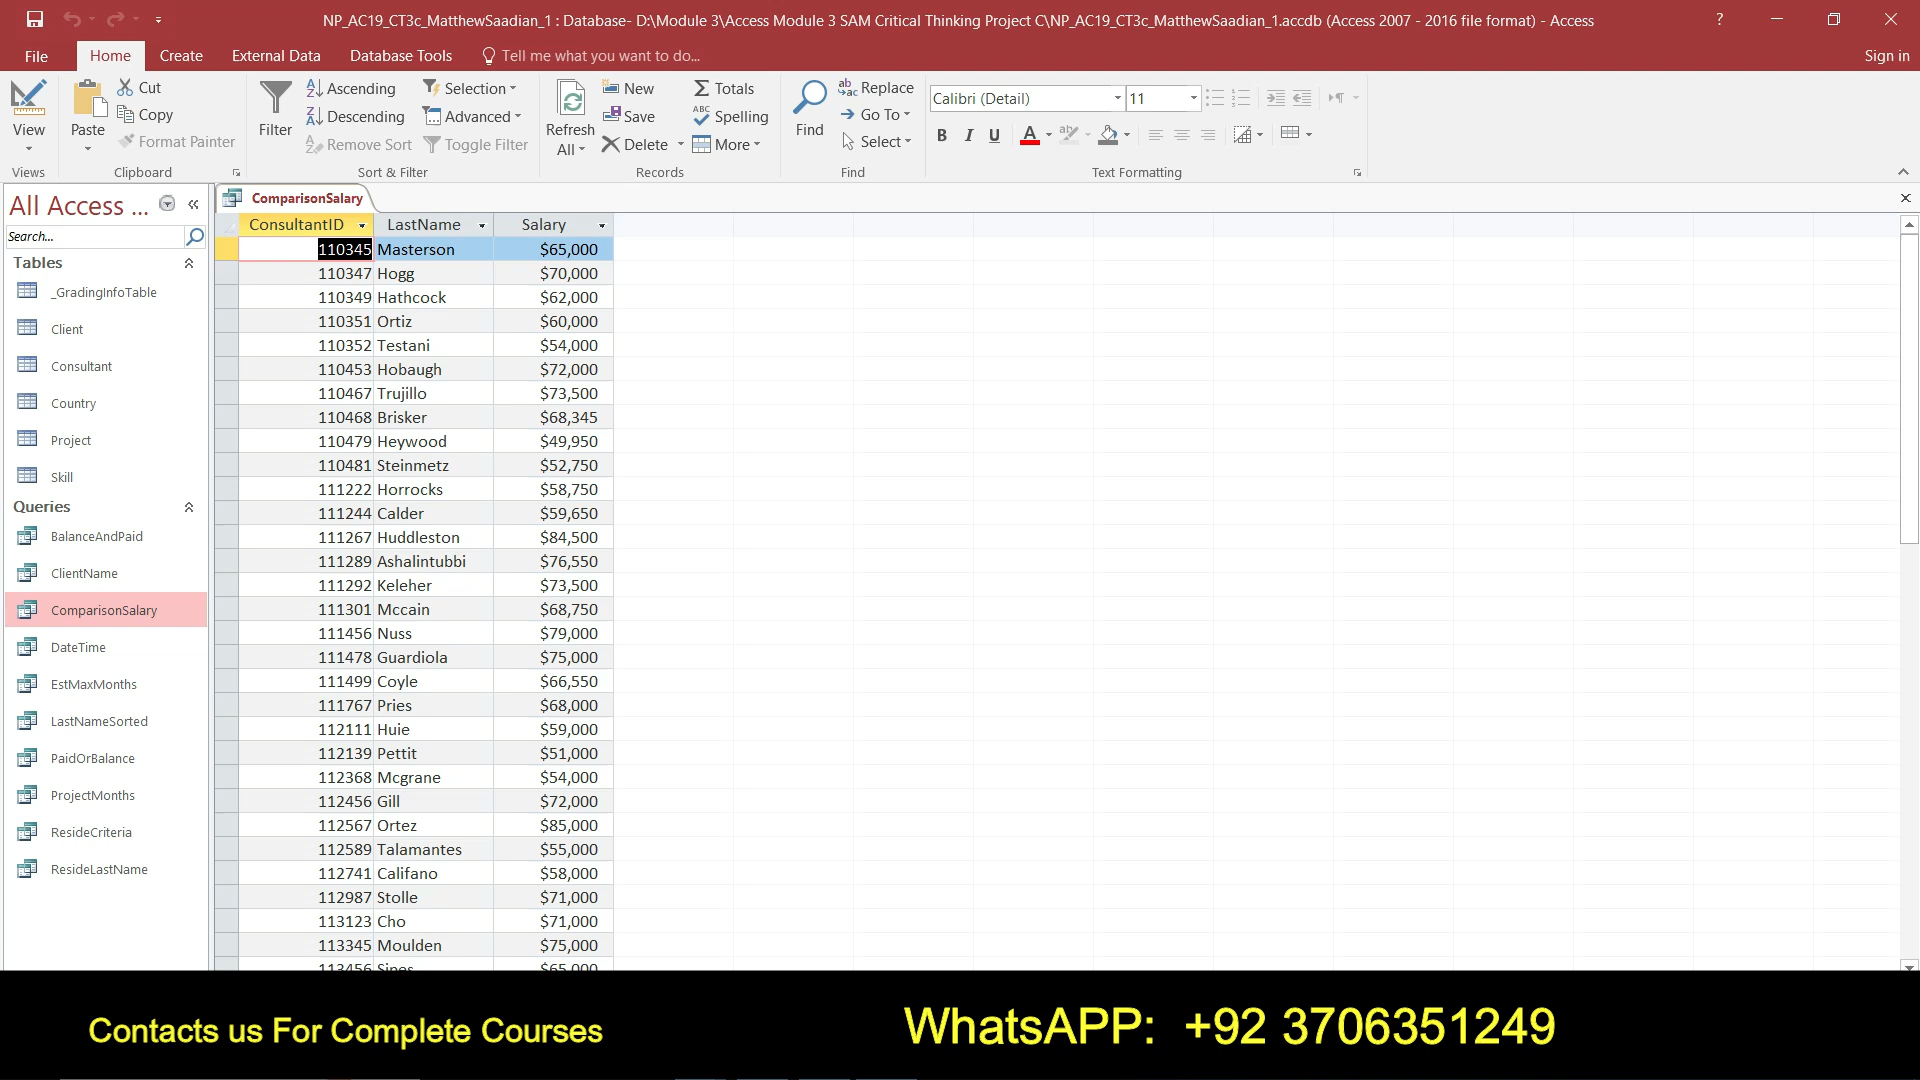 NP_AC19_CT3c_MatthewSaadian_1 : Database- D:\Module 3\Access Module 3 SAM Critical Thinking Project C\NP_AC19_CT3c_MatthewSaadian_1.accdb (Access 2007 - 2016 file format) - Access
?
File Home Create External Data Database Tools Tell me what you want to do... Sign in
View
Views
Paste
Cut
Copy
Format Painter
Clipboard
Filter
Ascending
Descending
Remove Sort
Selection
Advanced
Toggle Filter
Sort & Filter
Refresh
All
New
Save
Delete
Totals
Spelling
More
Records
Find
Replace
Go To
Select
Find
Calibri (Detail) 11
B I U A
Text Formatting
All Access ...
Search...
Tables
_GradingInfoTable
Client
Consultant
Country
Project
Skill
Queries
BalanceAndPaid
ClientName
ComparisonSalary
DateTime
EstMaxMonths
LastNameSorted
PaidOrBalance
ProjectMonths
ResideCriteria
ResideLastName
ComparisonSalary
ConsultantID LastName Salary
110345 Masterson $65,000
110347 Hogg $70,000
110349 Hathcock $62,000
110351 Ortiz $60,000
110352 Testani $54,000
110453 Hobaugh $72,000
110467 Trujillo $73,500
110468 Brisker $68,345
110479 Heywood $49,950
110481 Steinmetz $52,750
111222 Horrocks $58,750
111244 Calder $59,650
111267 Huddleston $84,500
111289 Ashalintubbi $76,550
111292 Keleher $73,500
111301 Mccain $68,750
111456 Nuss $79,000
111478 Guardiola $75,000
111499 Coyle $66,550
111767 Pries $68,000
112111 Huie $59,000
112139 Pettit $51,000
112368 Mcgrane $54,000
112456 Gill $72,000
112567 Ortez $85,000
112589 Talamantes $55,000
112741 Califano $58,000
112987 Stolle $71,000
113123 Cho $71,000
113345 Moulden $75,000
113456 Sines $65,000
Contacts us For Complete Courses
WhatsAPP: +92 3706351249